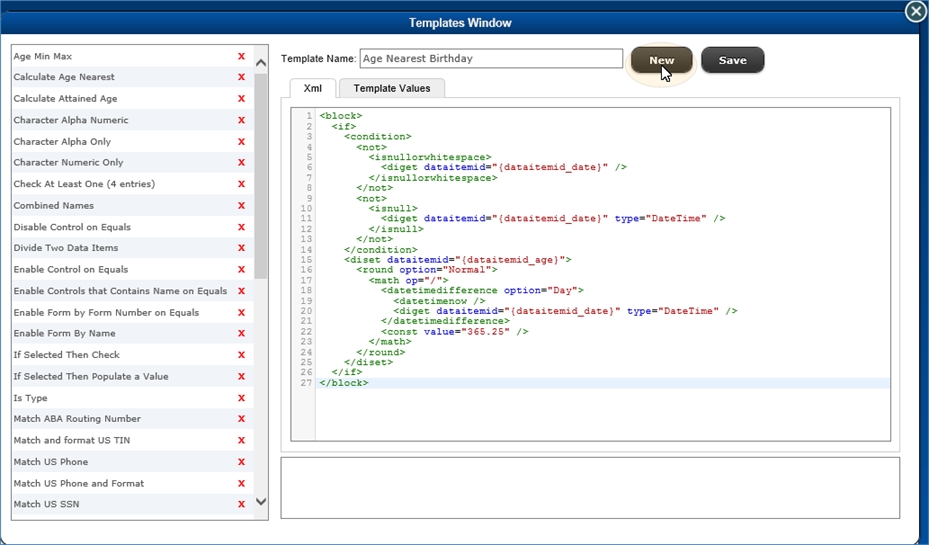 Templates Window
Age Min Max X
Calculate Age Nearest X
Calculate Attained Age X
Character Alpha Numeric X
Character Alpha Only X
Character Numeric Only X
Check At Least One (4 entries) X
Combined Names X
Disable Control on Equals X
Divide Two Data Items X
Enable Control on Equals X
Enable Controls that Contains Name on Equals X
Enable Form by Form Number on Equals X
Enable Form By Name X
If Selected Then Check X
If Selected Then Populate a Value X
Is Type X
Match ABA Routing Number X
Match and format US TIN X
Match US Phone X
Match US Phone and Format X
Match US SSN X
Template Name: Age Nearest Birthday New Save
Xml Template Values
1 <block>
2   <if>
3     <condition>
4       <not>
5         <isnullorwhitespace>
6           <diget dataitemid="{dataitemid_date}" />
7         </isnullorwhitespace>
8       </not>
9       <not>
10         <isnull>
11           <diget dataitemid="{dataitemid_date}" type="DateTime" />
12         </isnull>
13       </not>
14     </condition>
15     <diset dataitemid="{dataitemid_age}">
16       <round option="Normal">
17         <math op="/">
18           <datetimedifference option="Day">
19             <datetimenow />
20             <diget dataitemid="{dataitemid_date}" type="DateTime" />
21           </datetimedifference>
22           <const value="365.25" />
23         </math>
24       </round>
25     </diset>
26   </if>
27 </block>